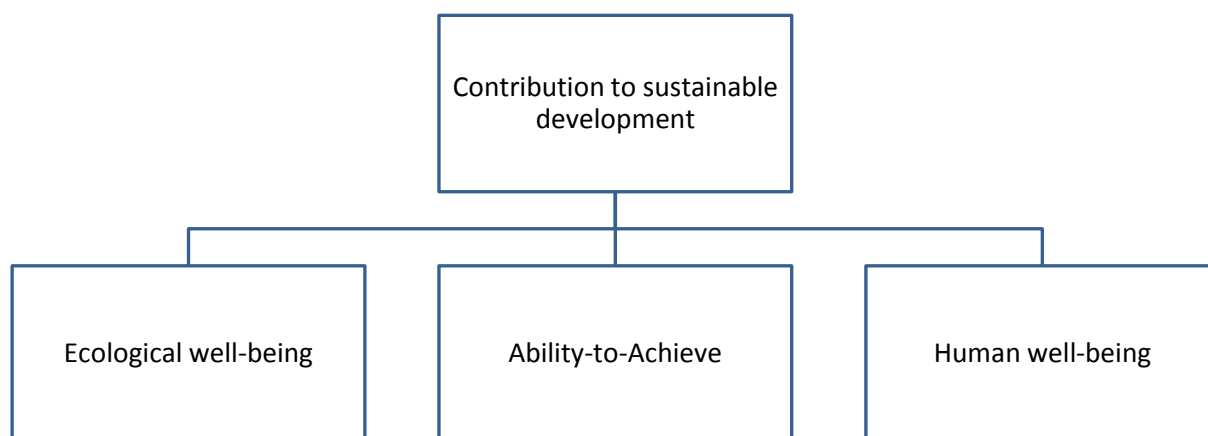 Contribution to sustainable
development
Ecological well-being
Ability-to-Achieve
Human well-being